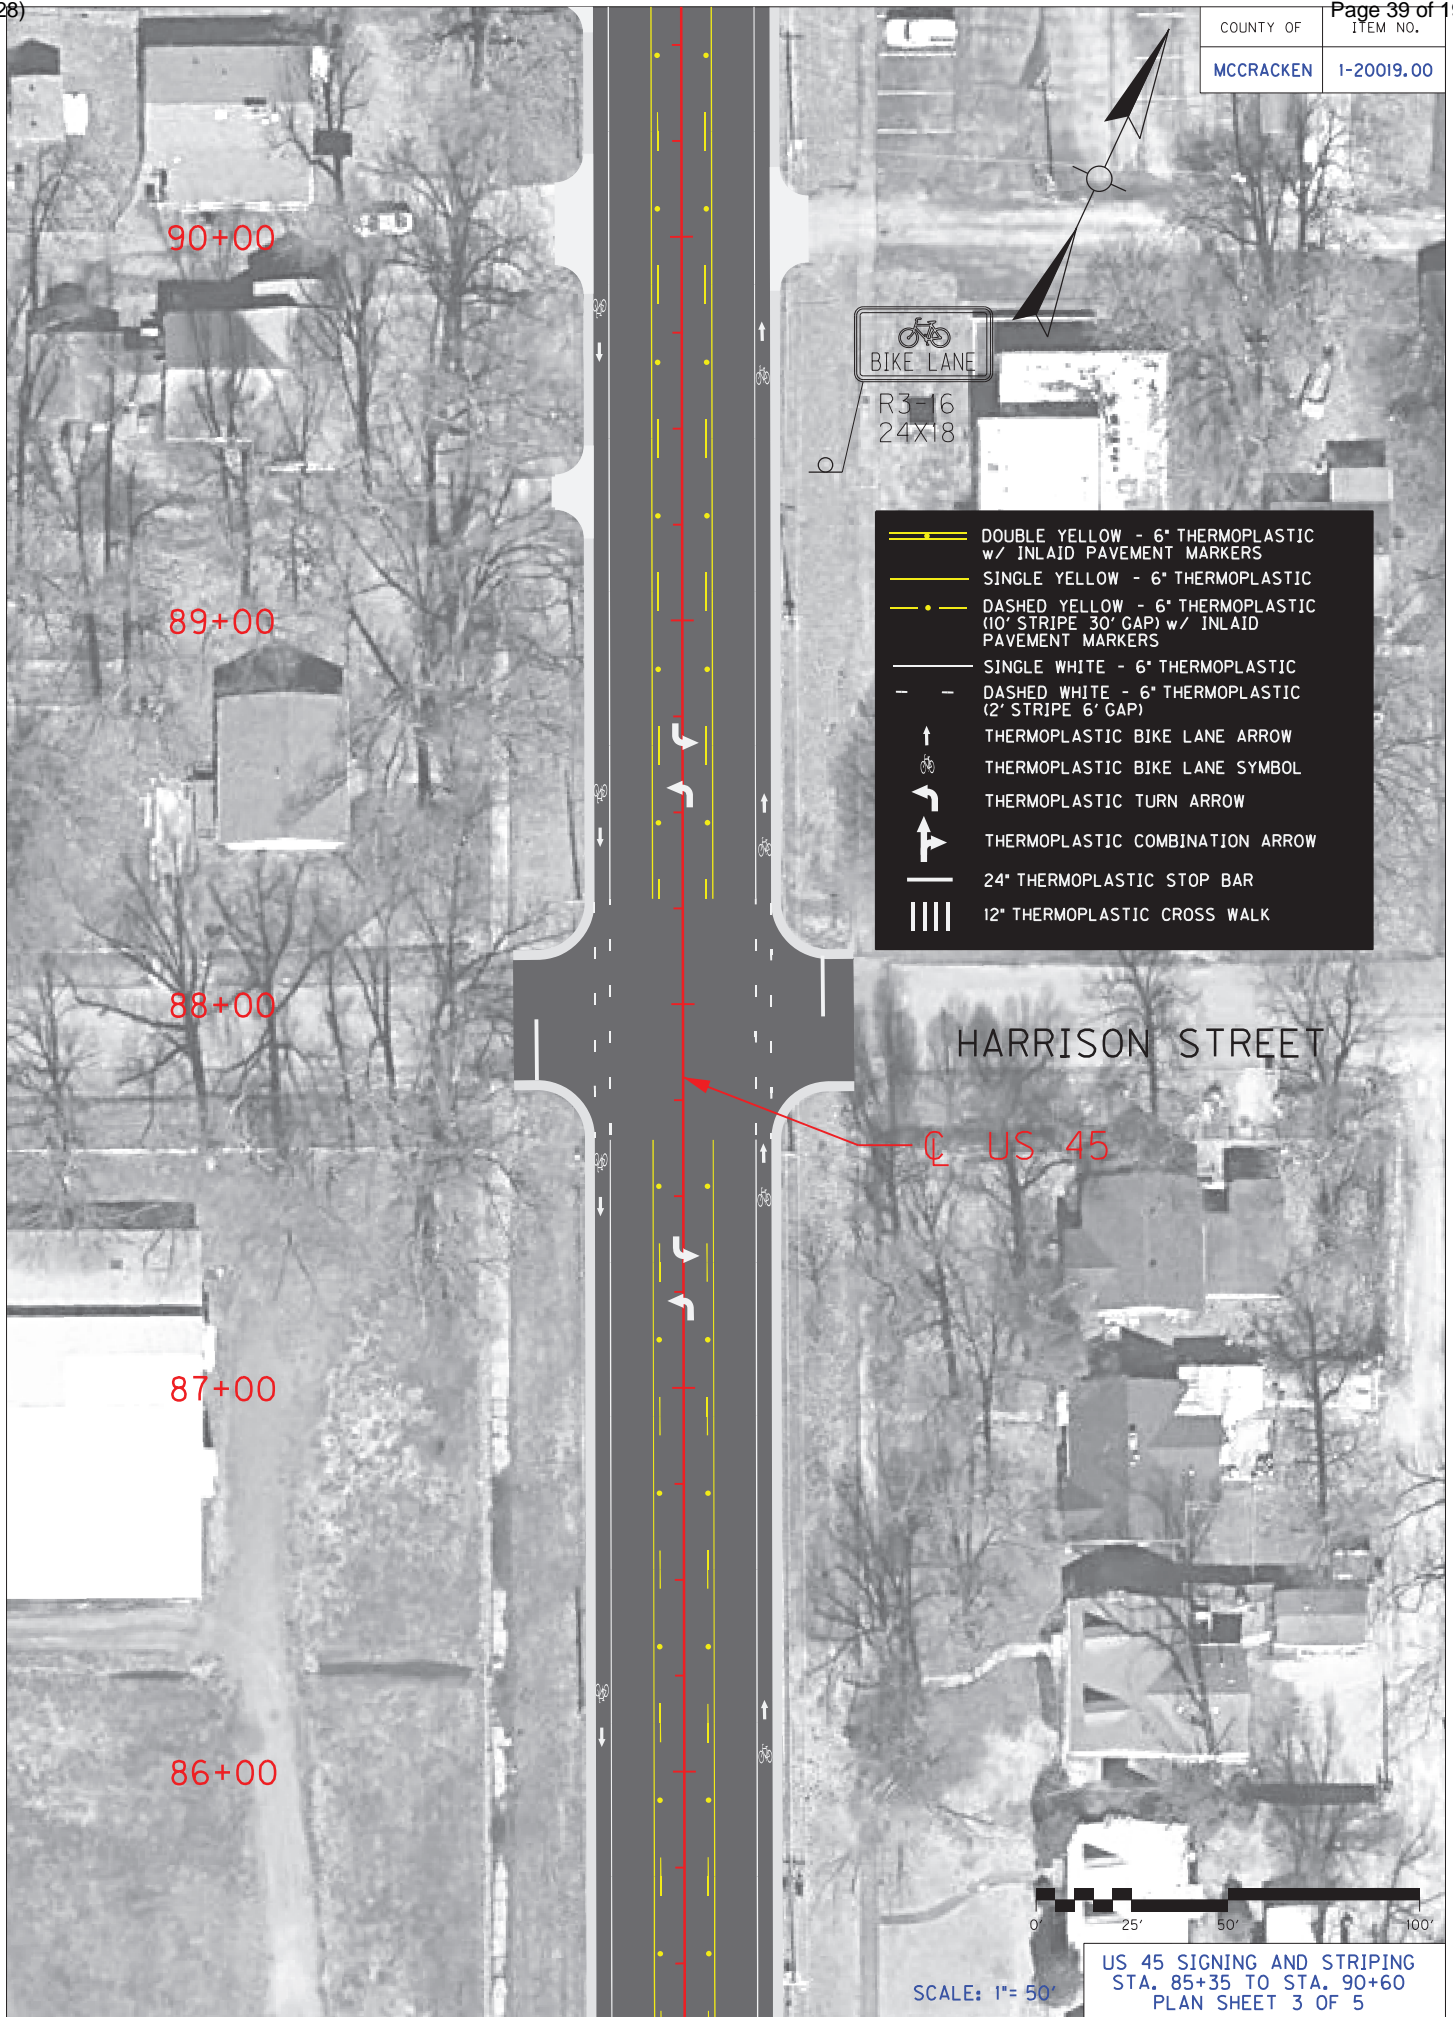 28)
Page 39 of 1
COUNTY OF
ITEM NO.
MCCRACKEN
1-20019.00
90+00
BIKE LANE
R3-16
24X18
DOUBLE YELLOW - 6" THERMOPLASTIC
w/ INLAID PAVEMENT MARKERS
SINGLE YELLOW - 6" THERMOPLASTIC
DASHED YELLOW - 6" THERMOPLASTIC
(10' STRIPE 30' GAP) w/ INLAID
PAVEMENT MARKERS
SINGLE WHITE - 6" THERMOPLASTIC
DASHED WHITE - 6" THERMOPLASTIC
(2' STRIPE 6' GAP)
THERMOPLASTIC BIKE LANE ARROW
THERMOPLASTIC BIKE LANE SYMBOL
THERMOPLASTIC TURN ARROW
THERMOPLASTIC COMBINATION ARROW
24" THERMOPLASTIC STOP BAR
12" THERMOPLASTIC CROSS WALK
89+00
88+00
HARRISON STREET
℄ US 45
87+00
86+00
0' 25' 50' 100'
SCALE: 1"= 50'
US 45 SIGNING AND STRIPING
STA. 85+35 TO STA. 90+60
PLAN SHEET 3 OF 5